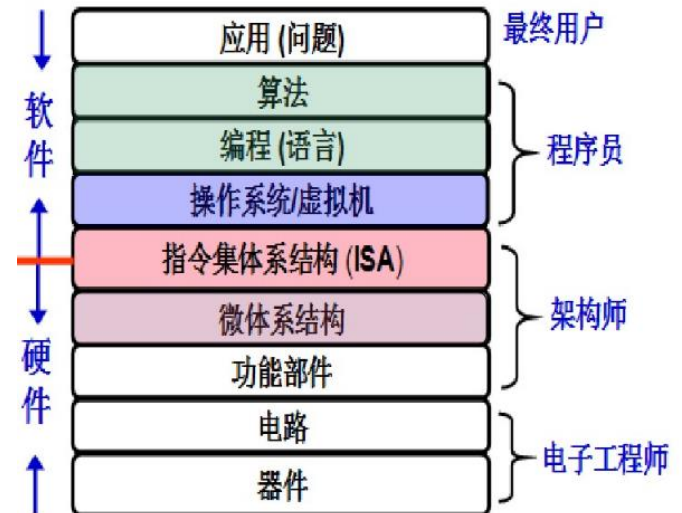 应用 (问题)
最终用户
算法
编程 (语言)
操作系统/虚拟机
程序员
指令集体系结构 (ISA)
微体系结构
功能部件
架构师
电路
器件
电子工程师
软件
硬件